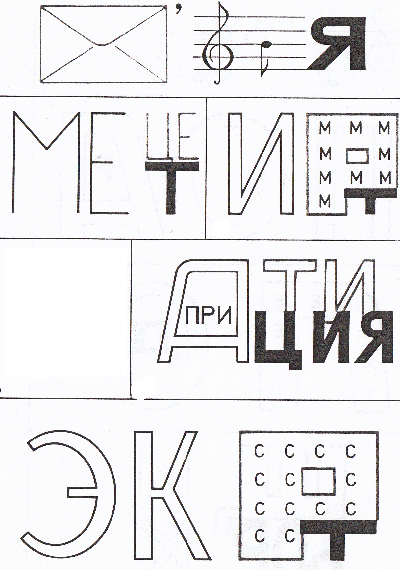 ’ Я
МЕ ЦЕ Т
И Р Т
М М М
М М
М М М
М
А ПРИ ТИ ЦИЯ
ЭК Р Т
С С С С
С С С
С С С С
С С